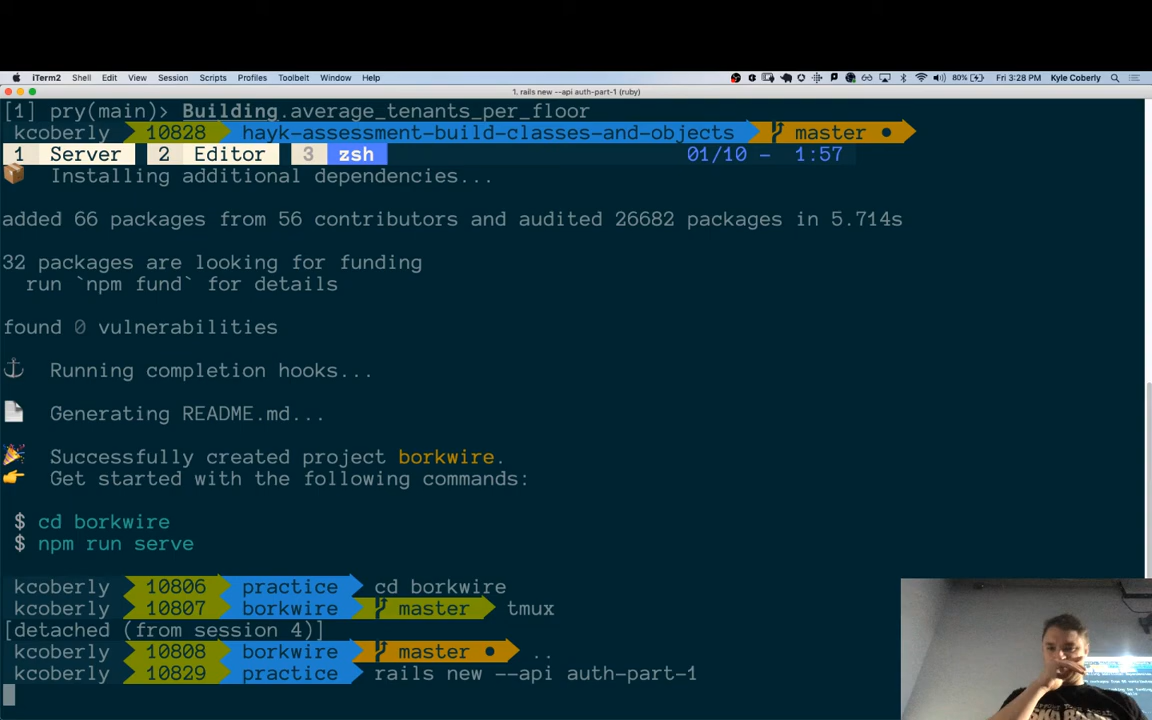 iTerm2 Shell Edit View Session Scripts Profiles Toolbelt Window Help 80% Fri 3:28 PM Kyle Coberly
1. rails new --api auth-part-1 (ruby)
[1] pry(main)> Building.average_tenants_per_floor
kcoberly 10828 hayk-assessment-build-classes-and-objects master ●
1 Server 2 Editor 3 zsh 01/10 - 1:57
Installing additional dependencies...
added 66 packages from 56 contributors and audited 26682 packages in 5.714s
32 packages are looking for funding
run `npm fund` for details
found 0 vulnerabilities
Running completion hooks...
Generating README.md...
Successfully created project borkwire.
Get started with the following commands:
$ cd borkwire
$ npm run serve
kcoberly 10806 practice cd borkwire
kcoberly 10807 borkwire master tmux
[detached (from session 4)]
kcoberly 10808 borkwire master ● ..
kcoberly 10829 practice rails new --api auth-part-1